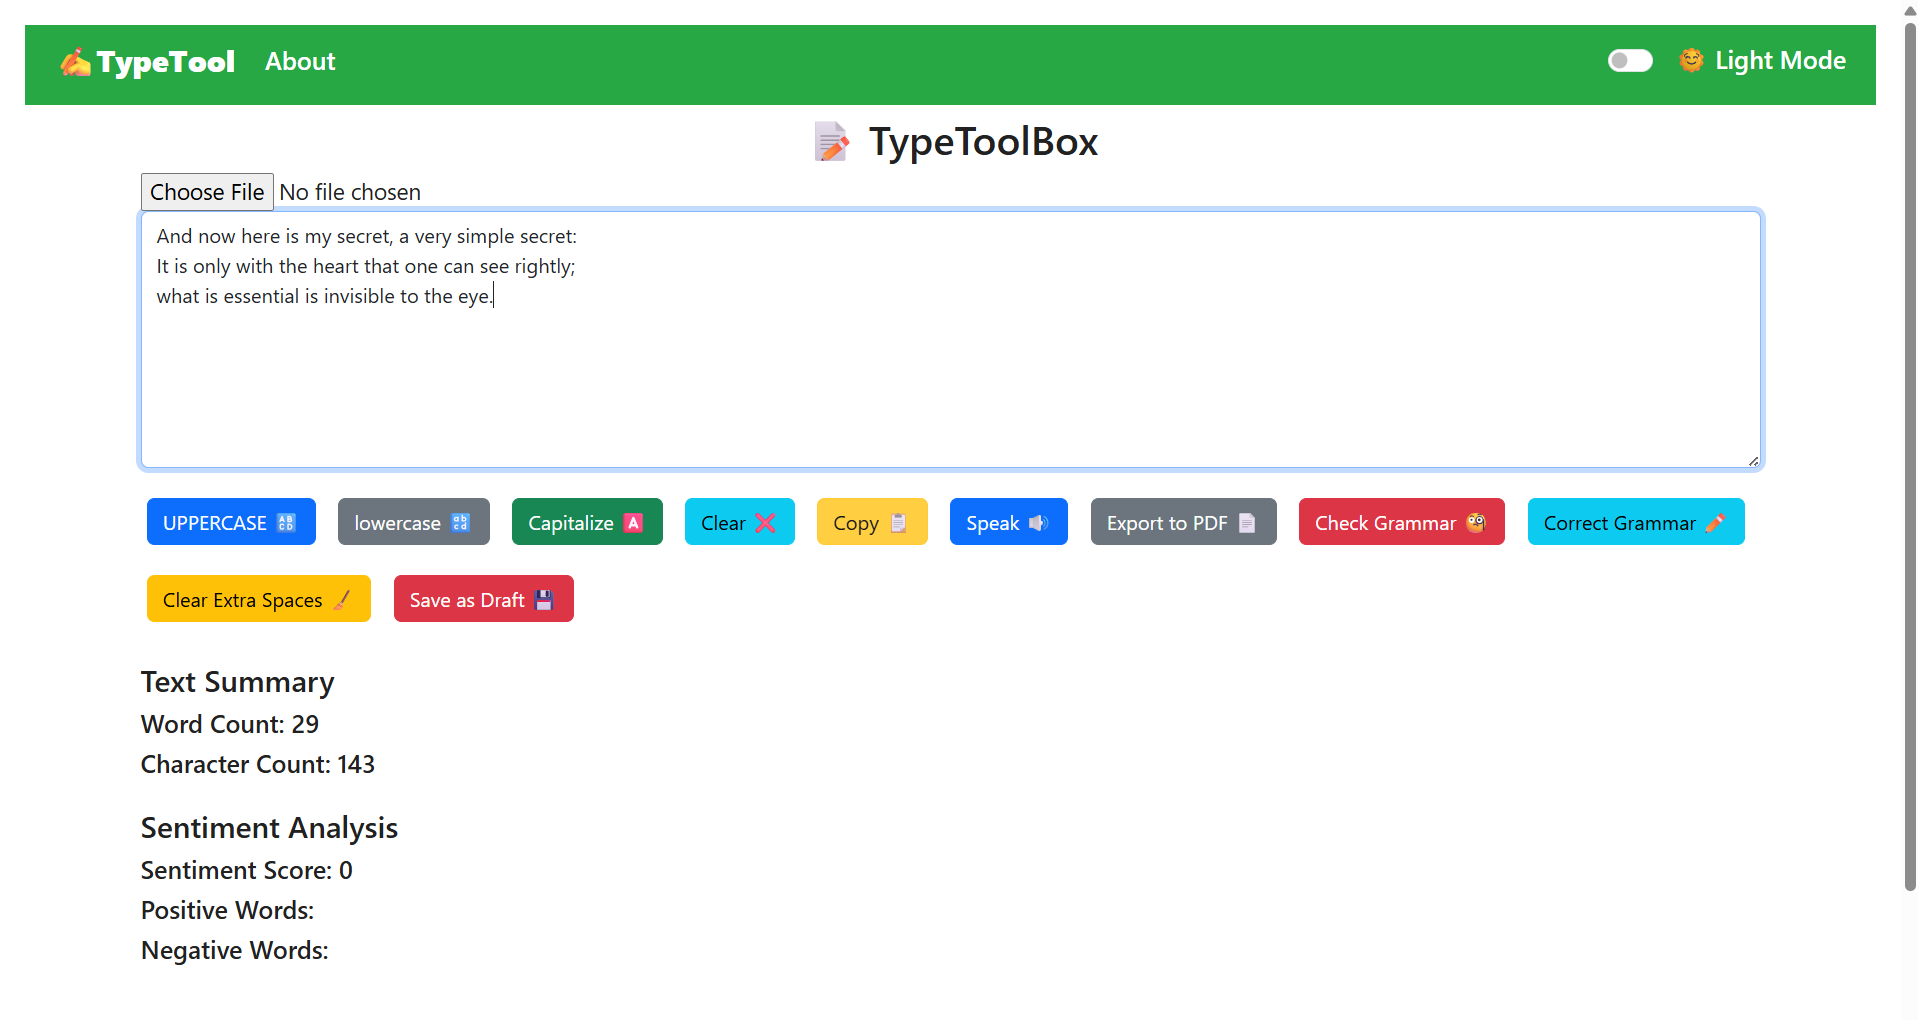 TypeTool About Light Mode
TypeToolBox
Choose File No file chosen
And now here is my secret, a very simple secret:
It is only with the heart that one can see rightly;
what is essential is invisible to the eye.
UPPERCASE lowercase Capitalize Clear Copy Speak Export to PDF Check Grammar Correct Grammar
Clear Extra Spaces Save as Draft
Text Summary
Word Count: 29
Character Count: 143
Sentiment Analysis
Sentiment Score: 0
Positive Words:
Negative Words: